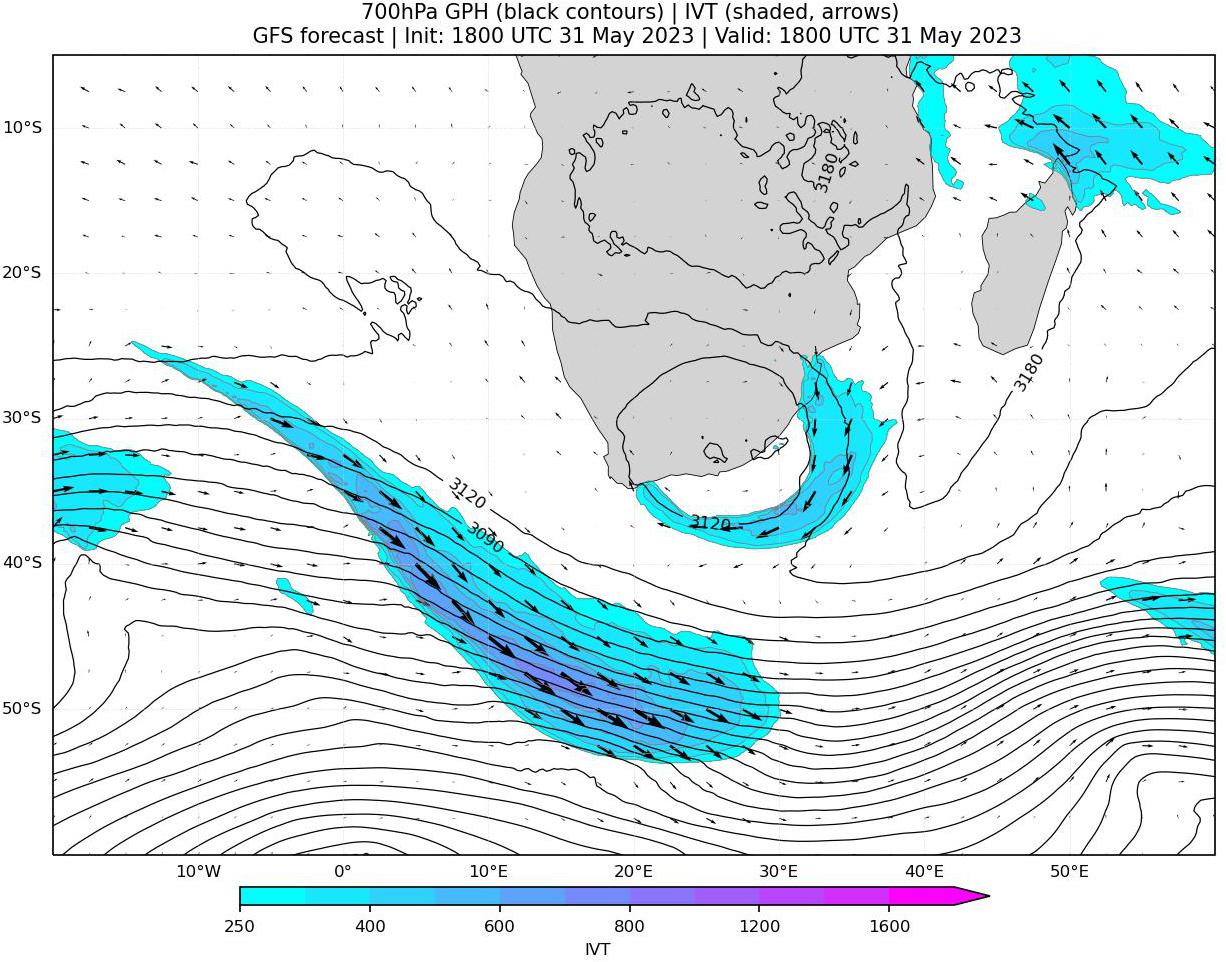 700hPa GPH (black contours) | IVT (shaded, arrows)
GFS forecast | Init: 1800 UTC 31 May 2023 | Valid: 1800 UTC 31 May 2023
10°S
3180
20°S
3180
30°S
3120
3120
3090
40°S
50°S
10°W 0° 10°E 20°E 30°E 40°E 50°E
250 400 600 800 1200 1600
IVT